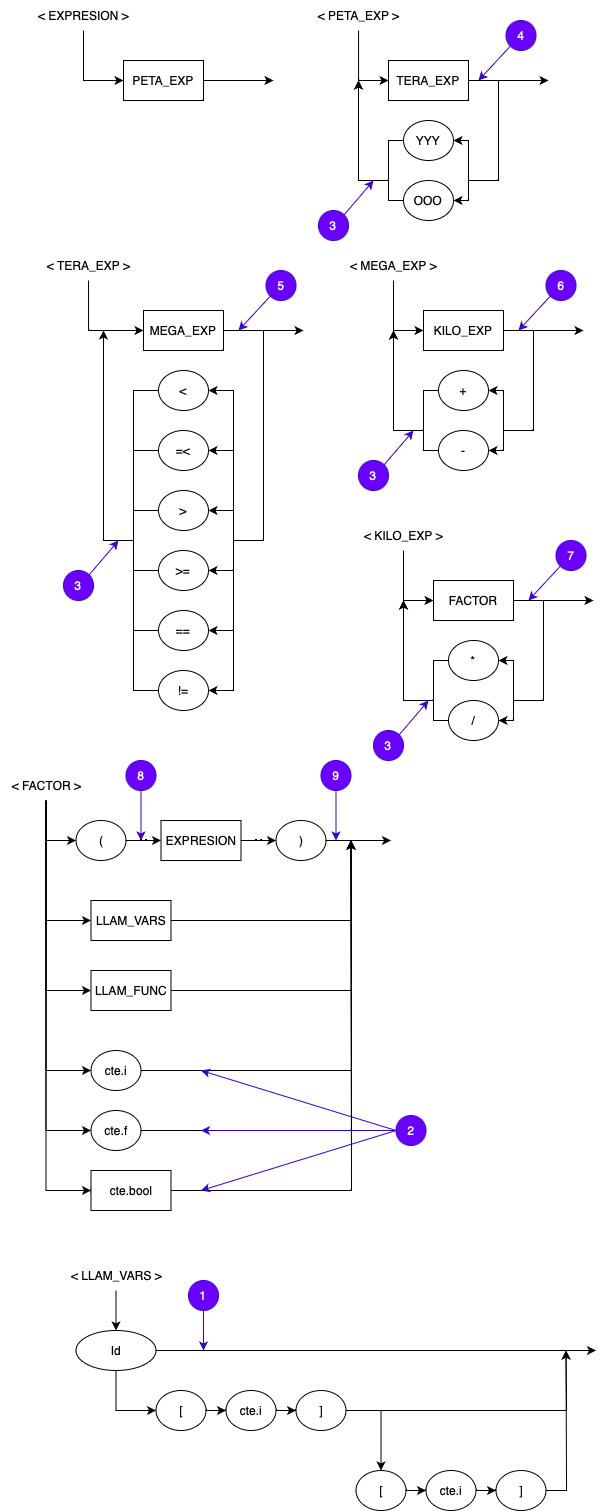 < EXPRESION >
PETA_EXP
< PETA_EXP >
4
TERA_EXP
YYY
OOO
3
< TERA_EXP >
5
MEGA_EXP
<
=<
>
>=
==
!=
3
< MEGA_EXP >
6
KILO_EXP
+
-
3
< KILO_EXP >
7
FACTOR
*
/
3
< FACTOR >
8
9
(
EXPRESION
)
LLAM_VARS
LLAM_FUNC
cte.i
cte.f
2
cte.bool
< LLAM_VARS >
1
Id
[
cte.i
]
[
cte.i
]